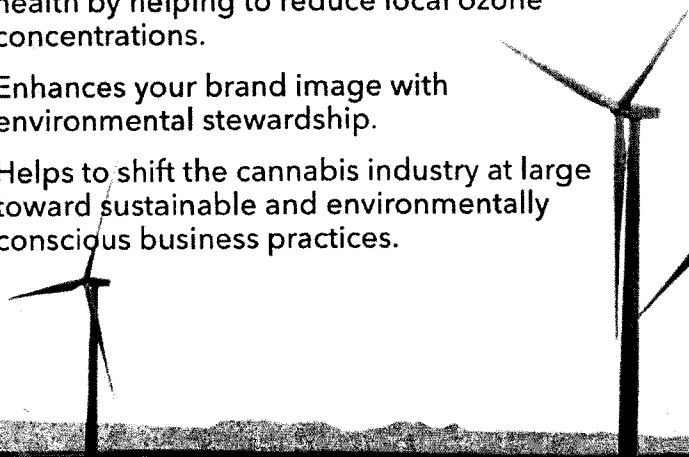 health by helping to reduce local ozone
concentrations.
Enhances your brand image with
environmental stewardship.
Helps to shift the cannabis industry at large
toward sustainable and environmentally
conscious business practices.